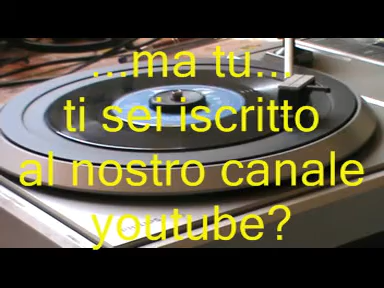 ...ma tu...
ti sei iscritto
al nostro canale
youtube?